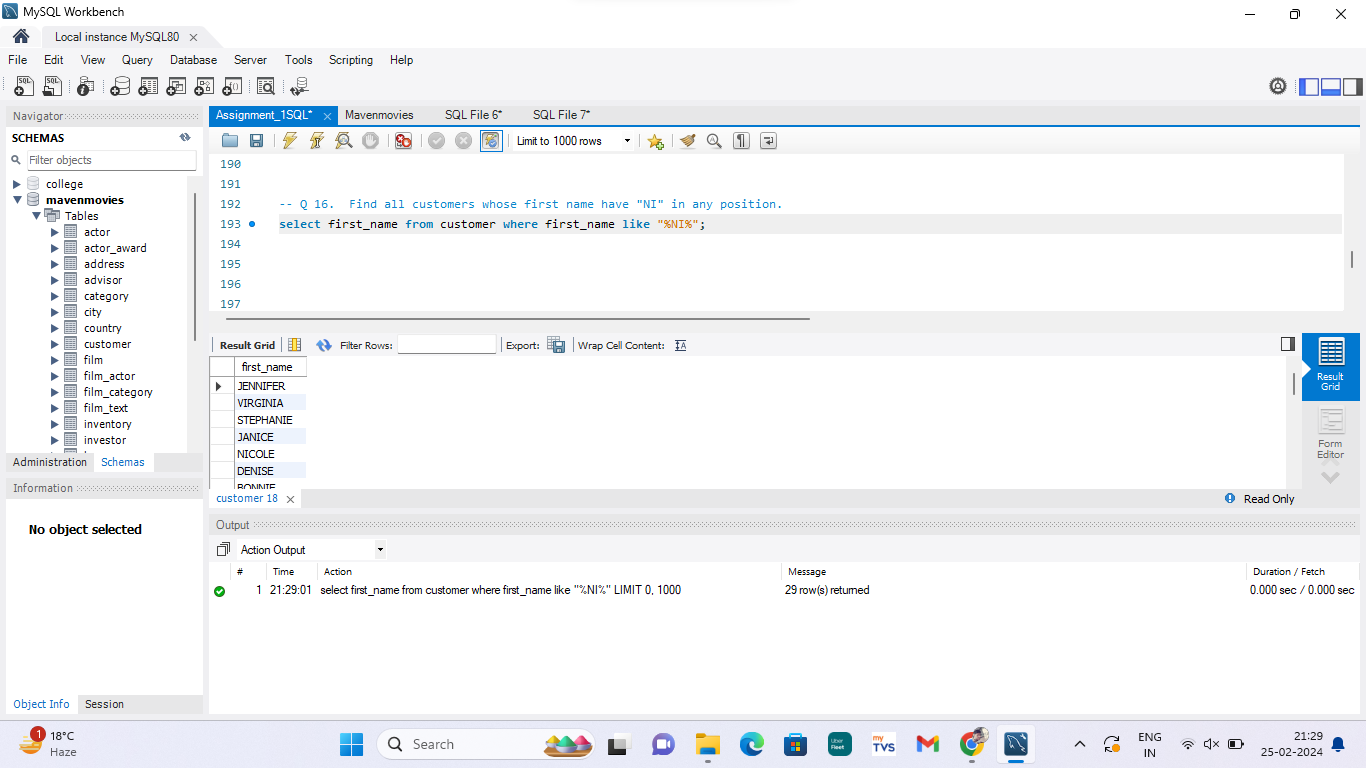 MySQL Workbench
Local instance MySQL80
File Edit View Query Database Server Tools Scripting Help
Navigator
SCHEMAS
Filter objects
college
mavenmovies
Tables
actor
actor_award
address
advisor
category
city
country
customer
film
film_actor
film_category
film_text
inventory
investor
Administration Schemas
Information
No object selected
Object Info Session
Assignment_1SQL* Mavenmovies SQL File 6* SQL File 7*
Limit to 1000 rows
190
191
192 -- Q 16. Find all customers whose first name have "NI" in any position.
193 select first_name from customer where first_name like "%NI%";
194
195
196
197
Result Grid Filter Rows: Export: Wrap Cell Content:
first_name
JENNIFER
VIRGINIA
STEPHANIE
JANICE
NICOLE
DENISE
BONNIE
Result
Grid
Form
Editor
customer 18 Read Only
Output
Action Output
# Time Action Message Duration / Fetch
1 21:29:01 select first_name from customer where first_name like "%NI%" LIMIT 0, 1000 29 row(s) returned 0.000 sec / 0.000 sec
1
18°C
Haze
Search
Uber
Fleet
my
TVS
ENG
IN
21:29
25-02-2024